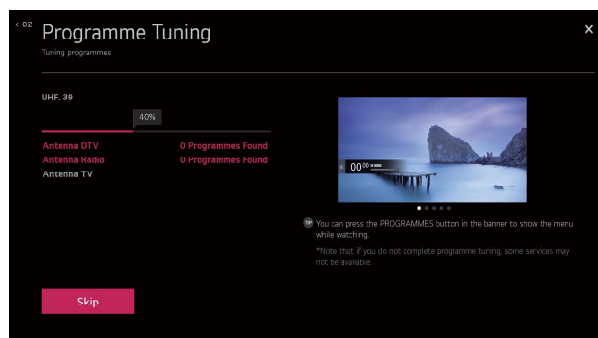 ‹ 02
Programme Tuning
X
Tuning programmes
UHF, 39
40%
Antenna DTV 0 Programmes Found
Antenna Radio 0 Programmes Found
Antenna TV
00:00
TIP You can press the PROGRAMMES button in the banner to show the menu
while watching.
*Note that if you do not complete programme tuning, some services may
not be available.
Skip